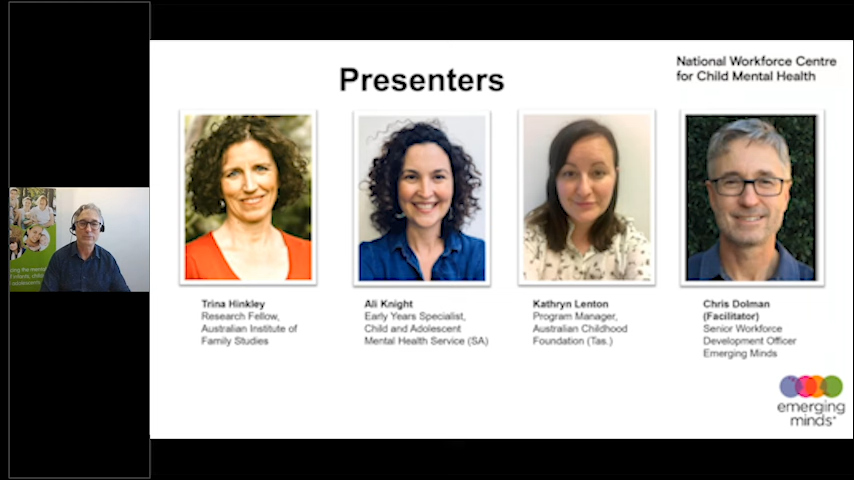 Presenters
National Workforce Centre
for Child Mental Health
Trina Hinkley
Research Fellow,
Australian Institute of
Family Studies
Ali Knight
Early Years Specialist,
Child and Adolescent
Mental Health Service (SA)
Kathryn Lenton
Program Manager,
Australian Childhood
Foundation (Tas.)
Chris Dolman
(Facilitator)
Senior Workforce
Development Officer
Emerging Minds
emerging
minds